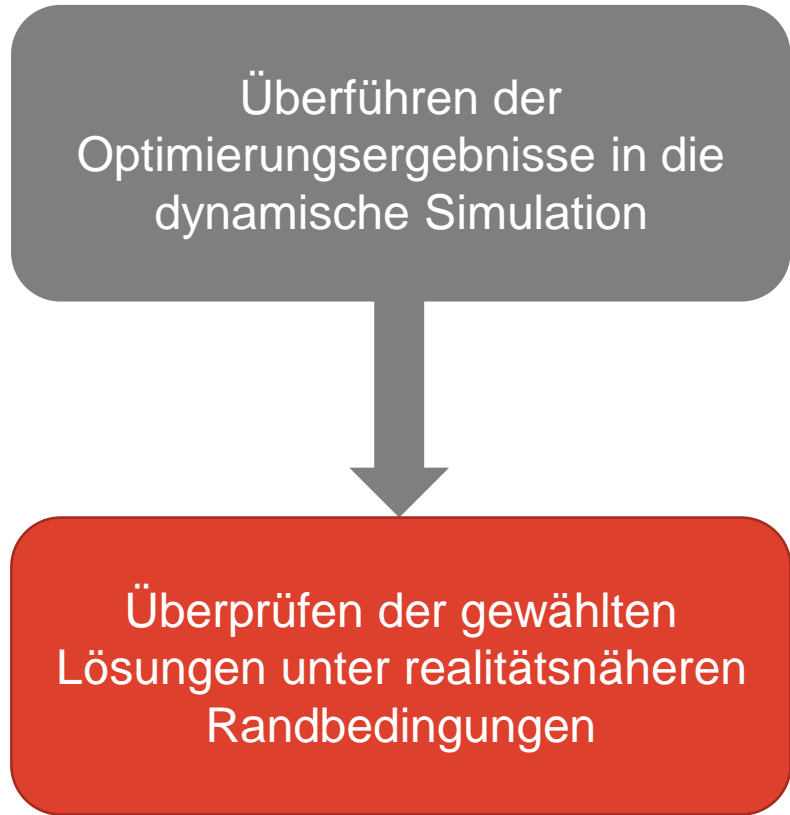 Überführen der
Optimierungsergebnisse in die
dynamische Simulation
Überprüfen der gewählten
Lösungen unter realitätsnäheren
Randbedingungen